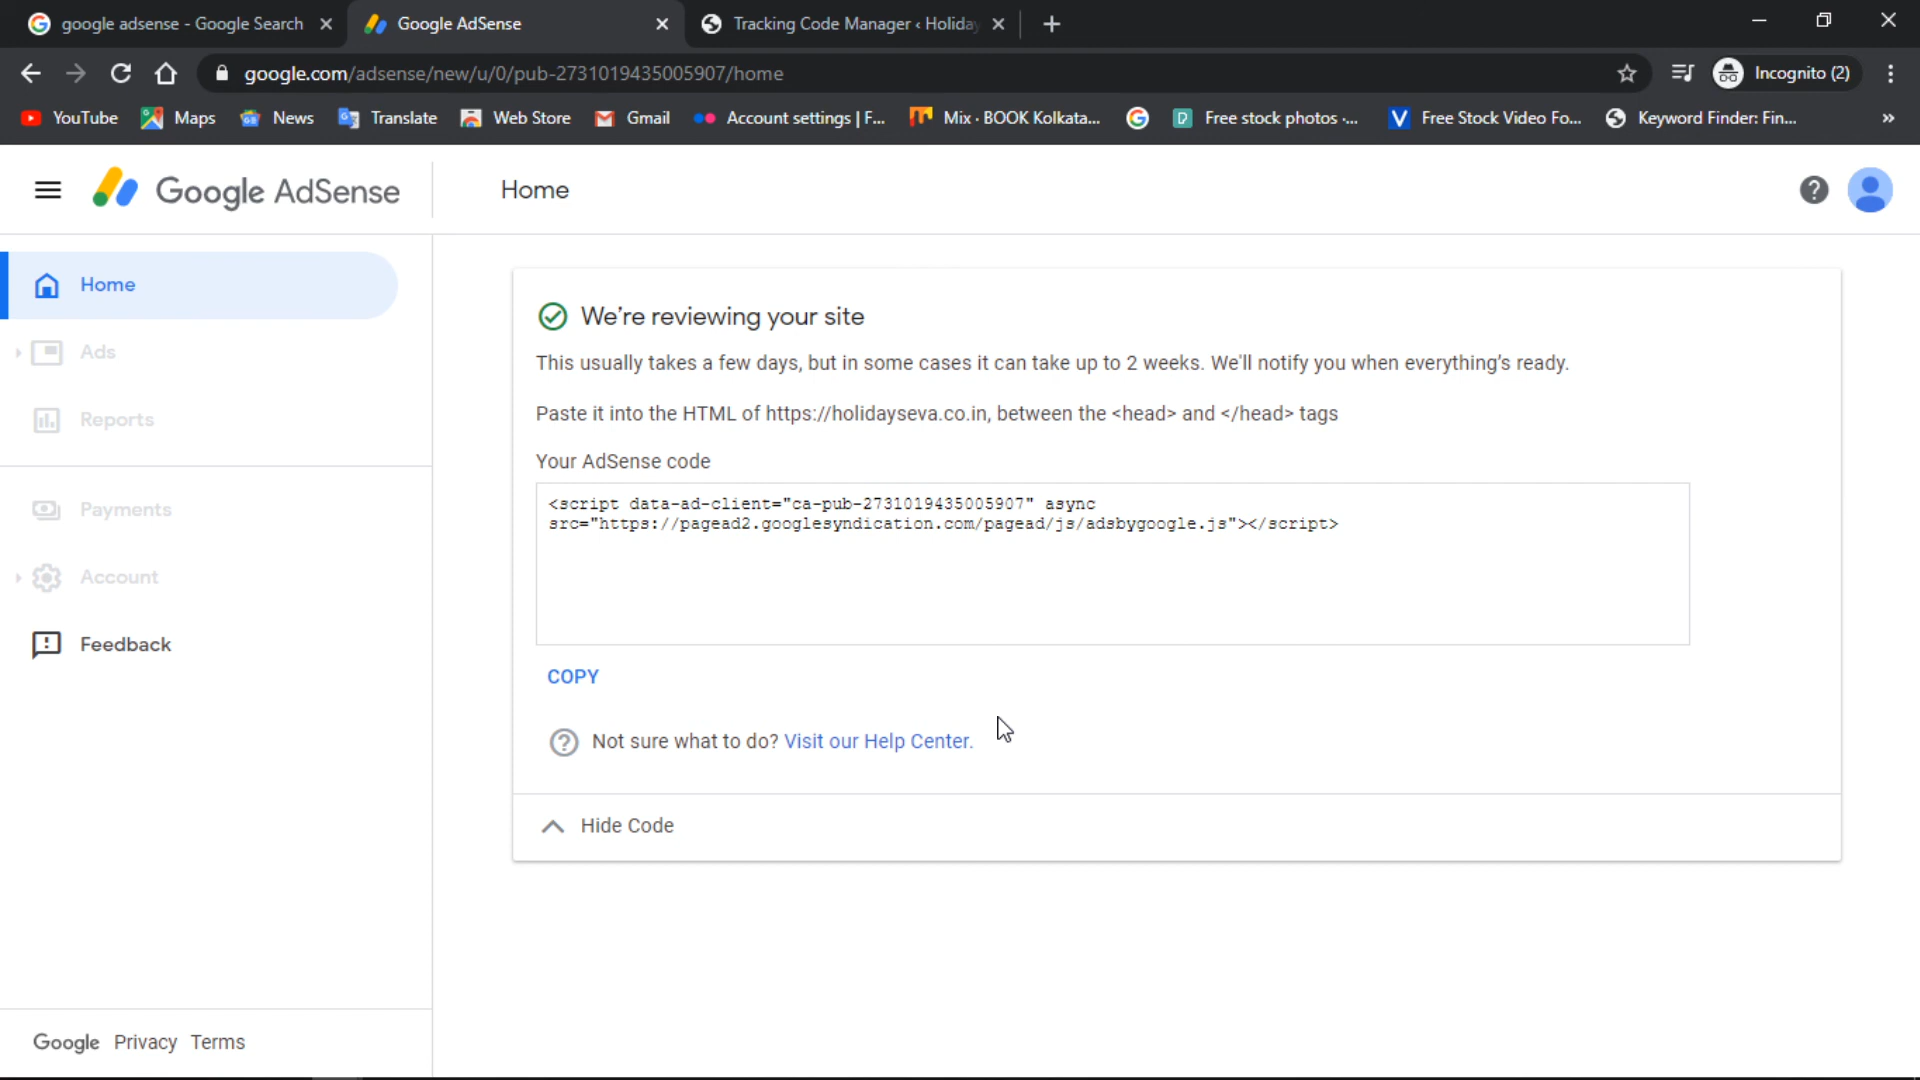 google adsense - Google Search
Google AdSense
Tracking Code Manager ‹ Holiday
google.com/adsense/new/u/0/pub-2731019435005907/home
Incognito (2)
YouTube
Maps
News
Translate
Web Store
Gmail
Account settings | F...
Mix · BOOK Kolkata...
Free stock photos ·...
Free Stock Video Fo...
Keyword Finder: Fin...
»
Google AdSense
Home
Home
Ads
Reports
Payments
Account
Feedback
We're reviewing your site
This usually takes a few days, but in some cases it can take up to 2 weeks. We'll notify you when everything's ready.
Paste it into the HTML of https://holidayseva.co.in, between the <head> and </head> tags
Your AdSense code
<script data-ad-client="ca-pub-2731019435005907" async
src="https://pagead2.googlesyndication.com/pagead/js/adsbygoogle.js"></script>
COPY
Not sure what to do? Visit our Help Center.
Hide Code
Google Privacy Terms